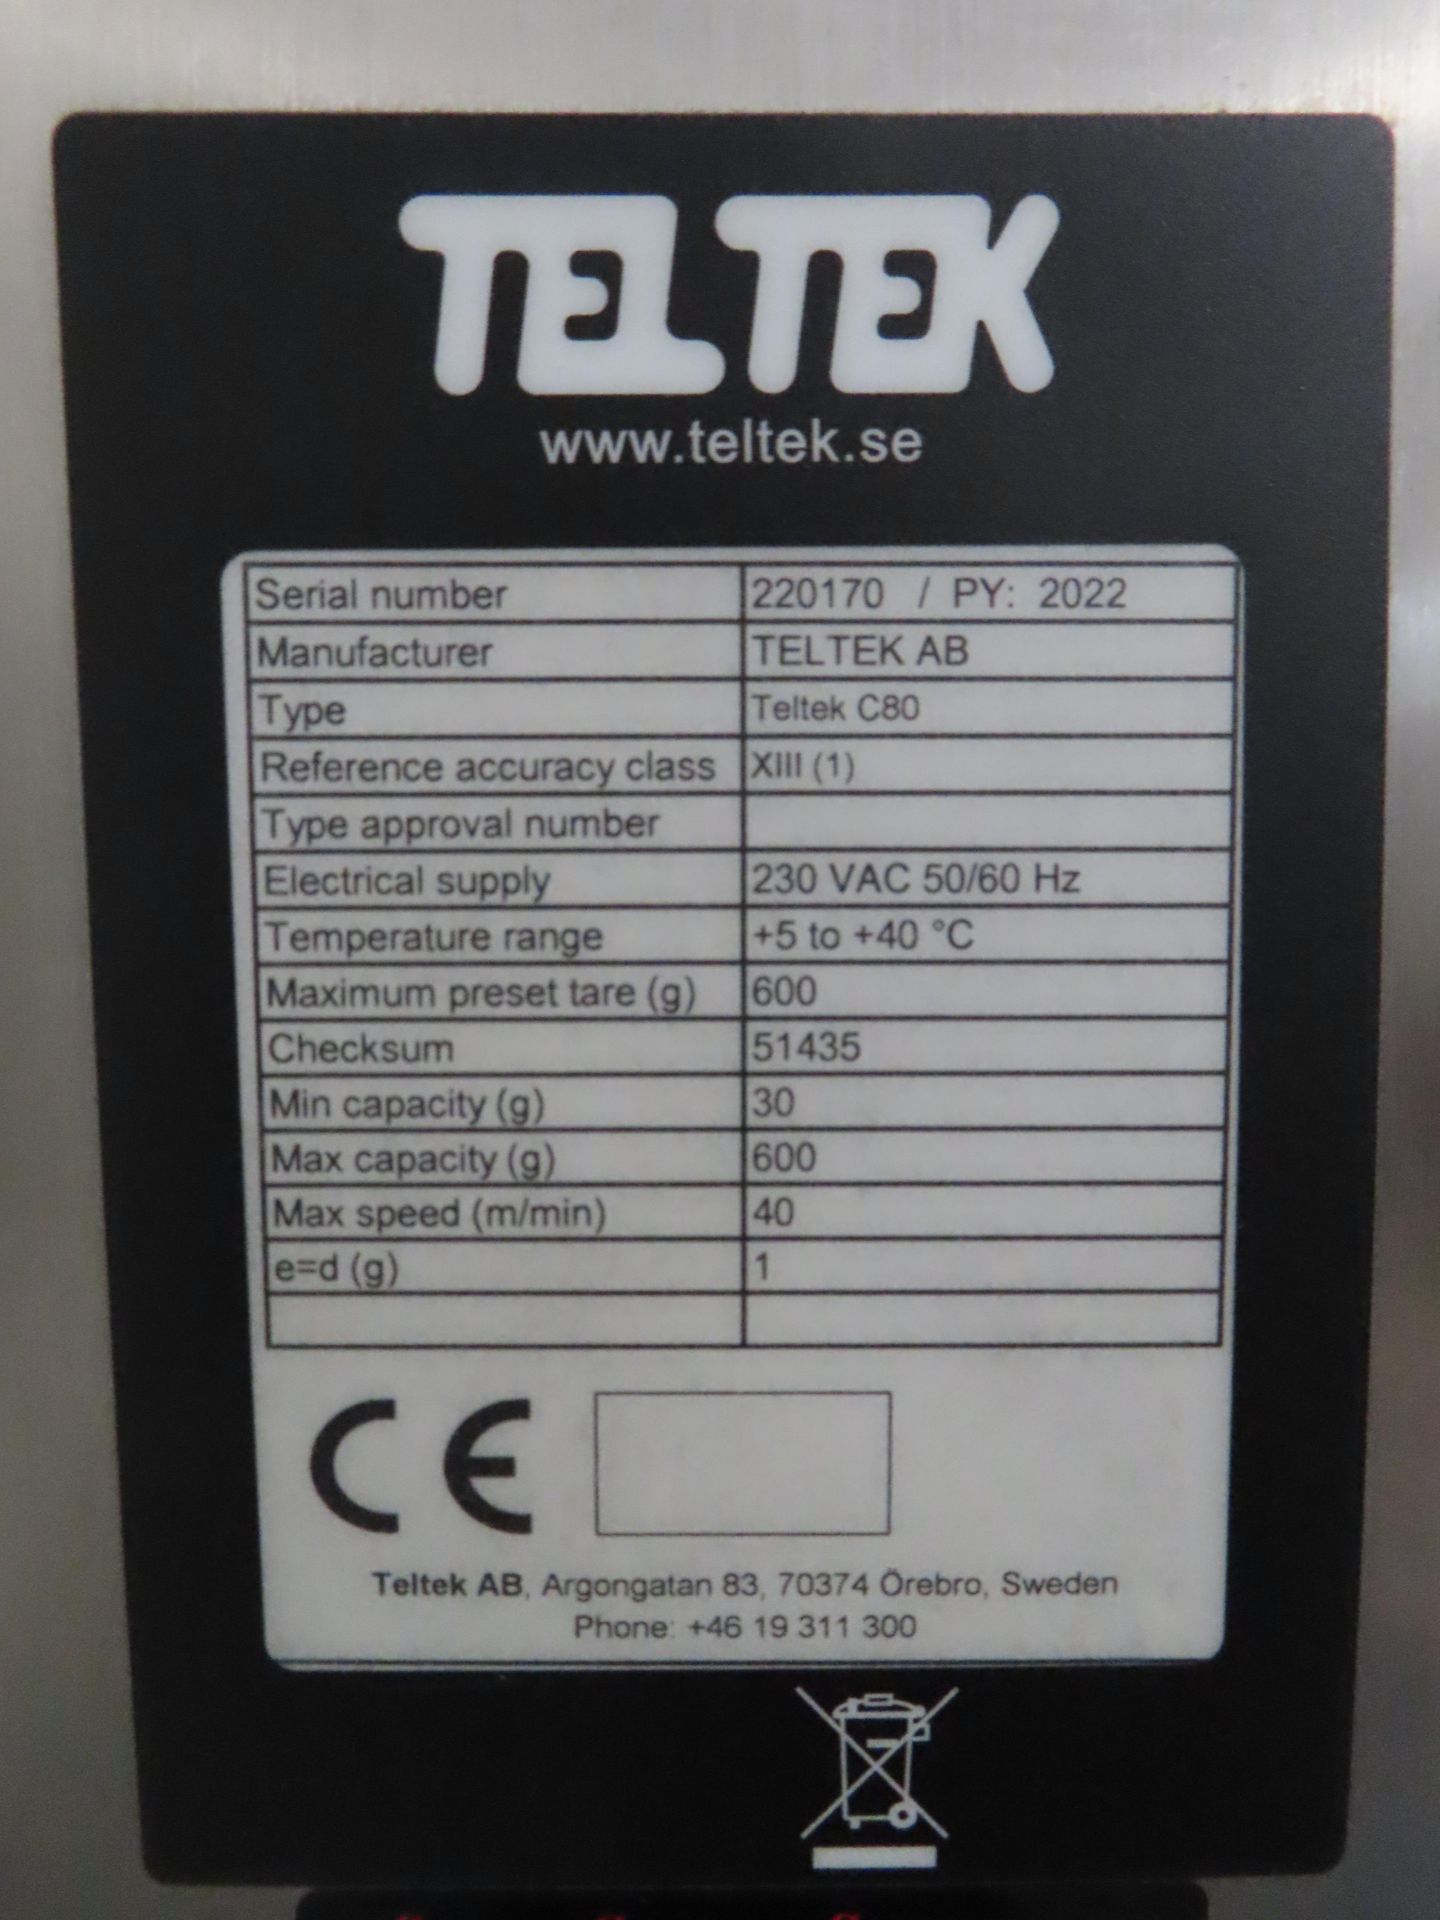 TELTEK
www.teltek.se
Serial number 220170 / PY: 2022
Manufacturer TELTEK AB
Type Teltek C80
Reference accuracy class XIII (1)
Type approval number
Electrical supply 230 VAC 50/60 Hz
Temperature range +5 to +40 °C
Maximum preset tare (g) 600
Checksum 51435
Min capacity (g) 30
Max capacity (g) 600
Max speed (m/min) 40
e=d (g) 1
CE
Teltek AB, Argongatan 83, 70374 Örebro, Sweden
Phone: +46 19 311 300